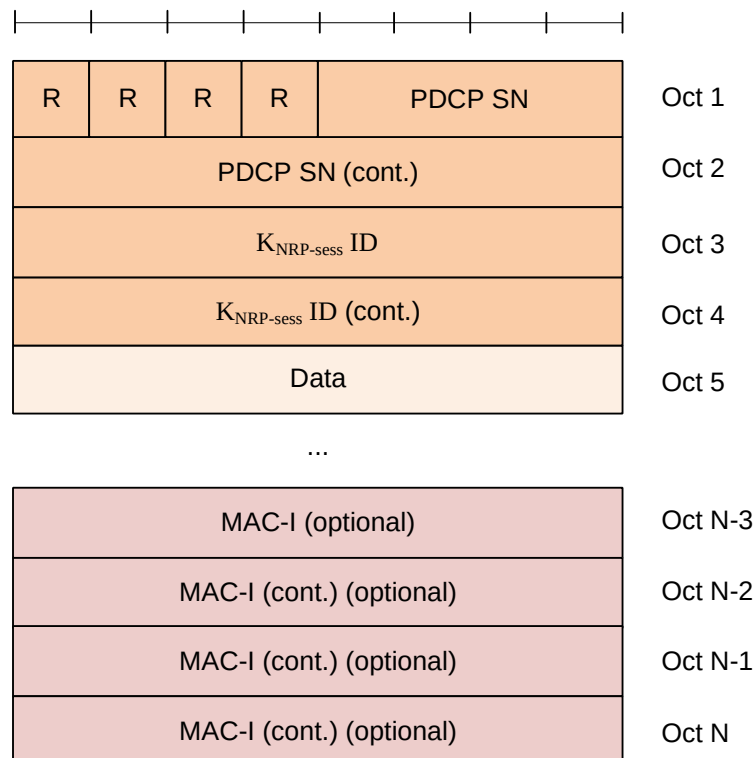 R R R R PDCP SN Oct 1
PDCP SN (cont.) Oct 2
K_NRP-sess ID Oct 3
K_NRP-sess ID (cont.) Oct 4
Data Oct 5
...
MAC-I (optional) Oct N-3
MAC-I (cont.) (optional) Oct N-2
MAC-I (cont.) (optional) Oct N-1
MAC-I (cont.) (optional) Oct N